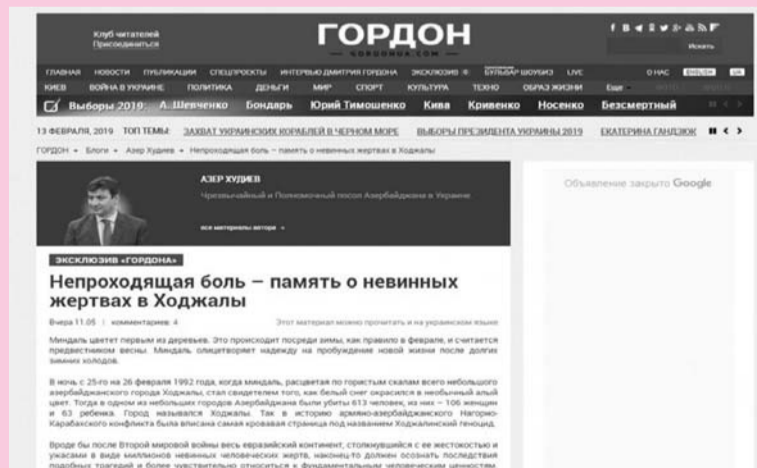 Клуб читателей
Присоединиться
ГОРДОН
GORDONUA.COM
Искать
ГЛАВНАЯ НОВОСТИ ПУБЛИКАЦИИ СПЕЦПРОЕКТЫ ИНТЕРВЬЮ ДМИТРИЯ ГОРДОНА ЭКСКЛЮЗИВ БУЛЬВАР ШОУБИЗ LIVE О НАС ENGLISH UA
КИЕВ ВОЙНА В УКРАИНЕ ПОЛИТИКА ДЕНЬГИ МИР СПОРТ КУЛЬТУРА ТЕХНО ОБРАЗ ЖИЗНИ Еще
Выборы 2019: А. Шевченко Бондарь Юрий Тимошенко Кива Кривенко Носенко Безсмертный
13 ФЕВРАЛЯ, 2019 ТОП ТЕМЫ: ЗАХВАТ УКРАИНСКИХ КОРАБЛЕЙ В ЧЕРНОМ МОРЕ ВЫБОРЫ ПРЕЗИДЕНТА УКРАИНЫ 2019 ЕКАТЕРИНА ГАНДЗЮК
ГОРДОН Блоги Азер Худиев Непроходящая боль – память о невинных жертвах в Ходжалы
АЗЕР ХУДИЕВ
Чрезвычайный и Полномочный посол Азербайджана в Украине
все материалы автора
Объявление закрыто Google
ЭКСКЛЮЗИВ «ГОРДОНА»
Непроходящая боль – память о невинных
жертвах в Ходжалы
Вчера 11.05 | комментариев: 4 Этот материал можно прочитать и на украинском языке
Миндаль цветет первым из деревьев. Это происходит посреди зимы, как правило в феврале, и считается
предвестником весны. Миндаль олицетворяет надежду на пробуждение новой жизни после долгих
зимних холодов.
В ночь с 25-го на 26 февраля 1992 года, когда миндаль, расцветая по гористым скалам всего небольшого
азербайджанского города Ходжалы, стал свидетелем того, как белый снег окрасился в необычный алый
цвет. Тогда в одном из небольших городов Азербайджана были убиты 613 человек, из них – 106 женщин
и 63 ребенка. Город назывался Ходжалы. Так в историю армяно-азербайджанского Нагорно-
Карабахского конфликта была вписана самая кровавая страница под названием Ходжалинский геноцид.
Вроде бы после Второй мировой войны весь евразийский континент, столкнувшийся с ее жестокостью и
ужасами в виде миллионов невинных человеческих жертв, наконец-то должен осознать последствия
подобных трагедий и более чувствительно относиться к фундаментальным человеческим ценностям.